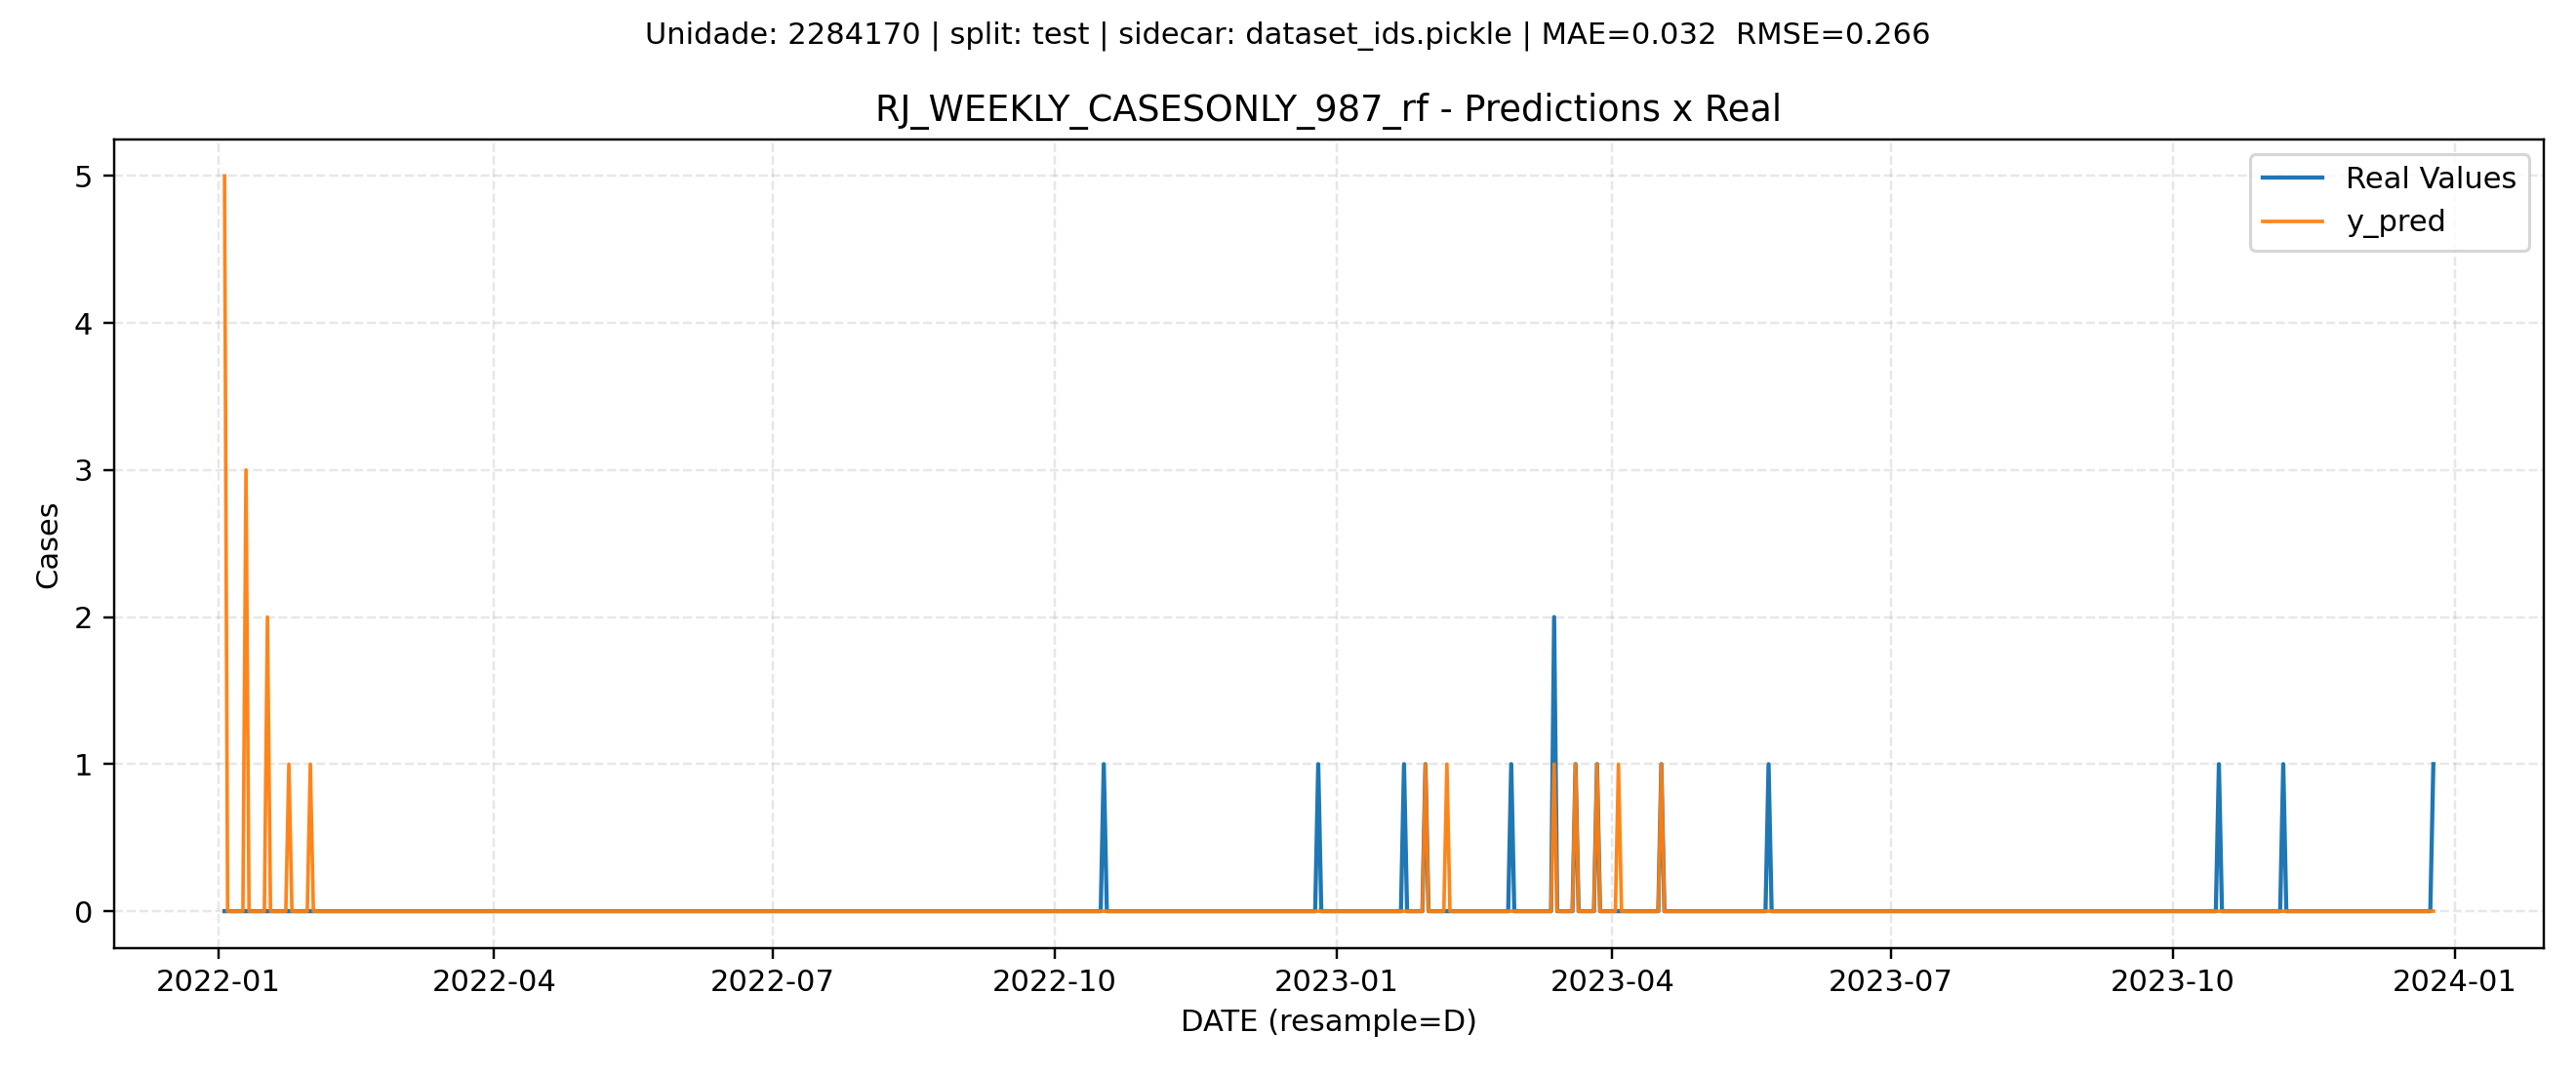 Unidade: 2284170 | split: test | sidecar: dataset_ids.pickle | MAE=0.032  RMSE=0.266
RJ_WEEKLY_CASESONLY_987_rf - Predictions x Real
Real Values
y_pred
5
4
3
2
1
0
Cases
2022-01
2022-04
2022-07
2022-10
2023-01
2023-04
2023-07
2023-10
2024-01
DATE (resample=D)